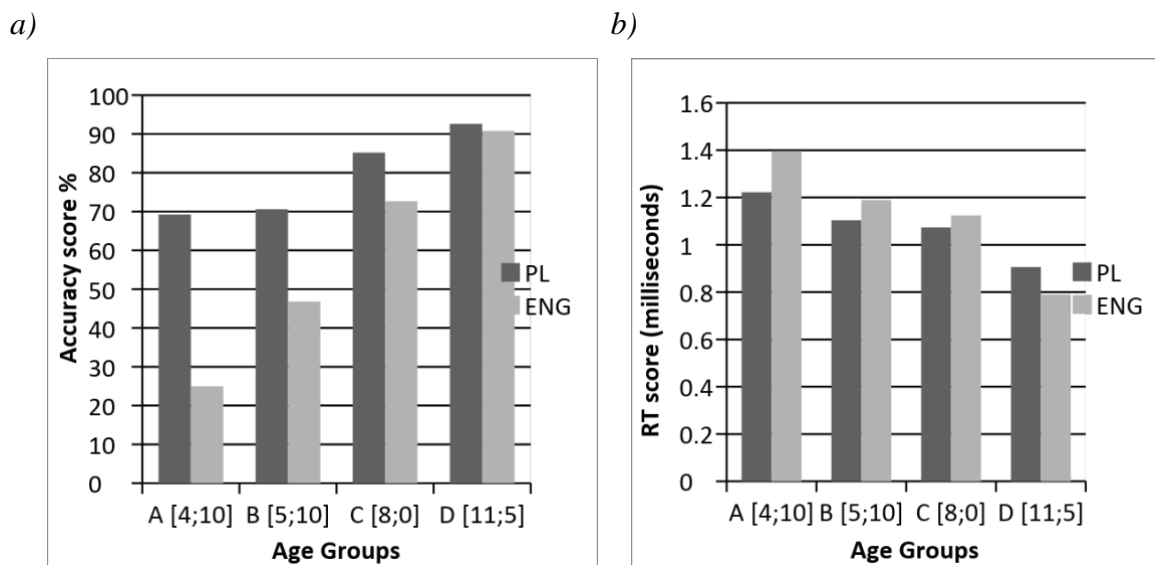 a)
b)
Accuracy score %
100
90
80
70
60
50
40
30
20
10
0
A [4;10] B [5;10] C [8;0] D [11;5]
Age Groups
PL
ENG
RT score (milliseconds)
1.6
1.4
1.2
1
0.8
0.6
0.4
0.2
0
A [4;10] B [5;10] C [8;0] D [11;5]
Age Groups
PL
ENG